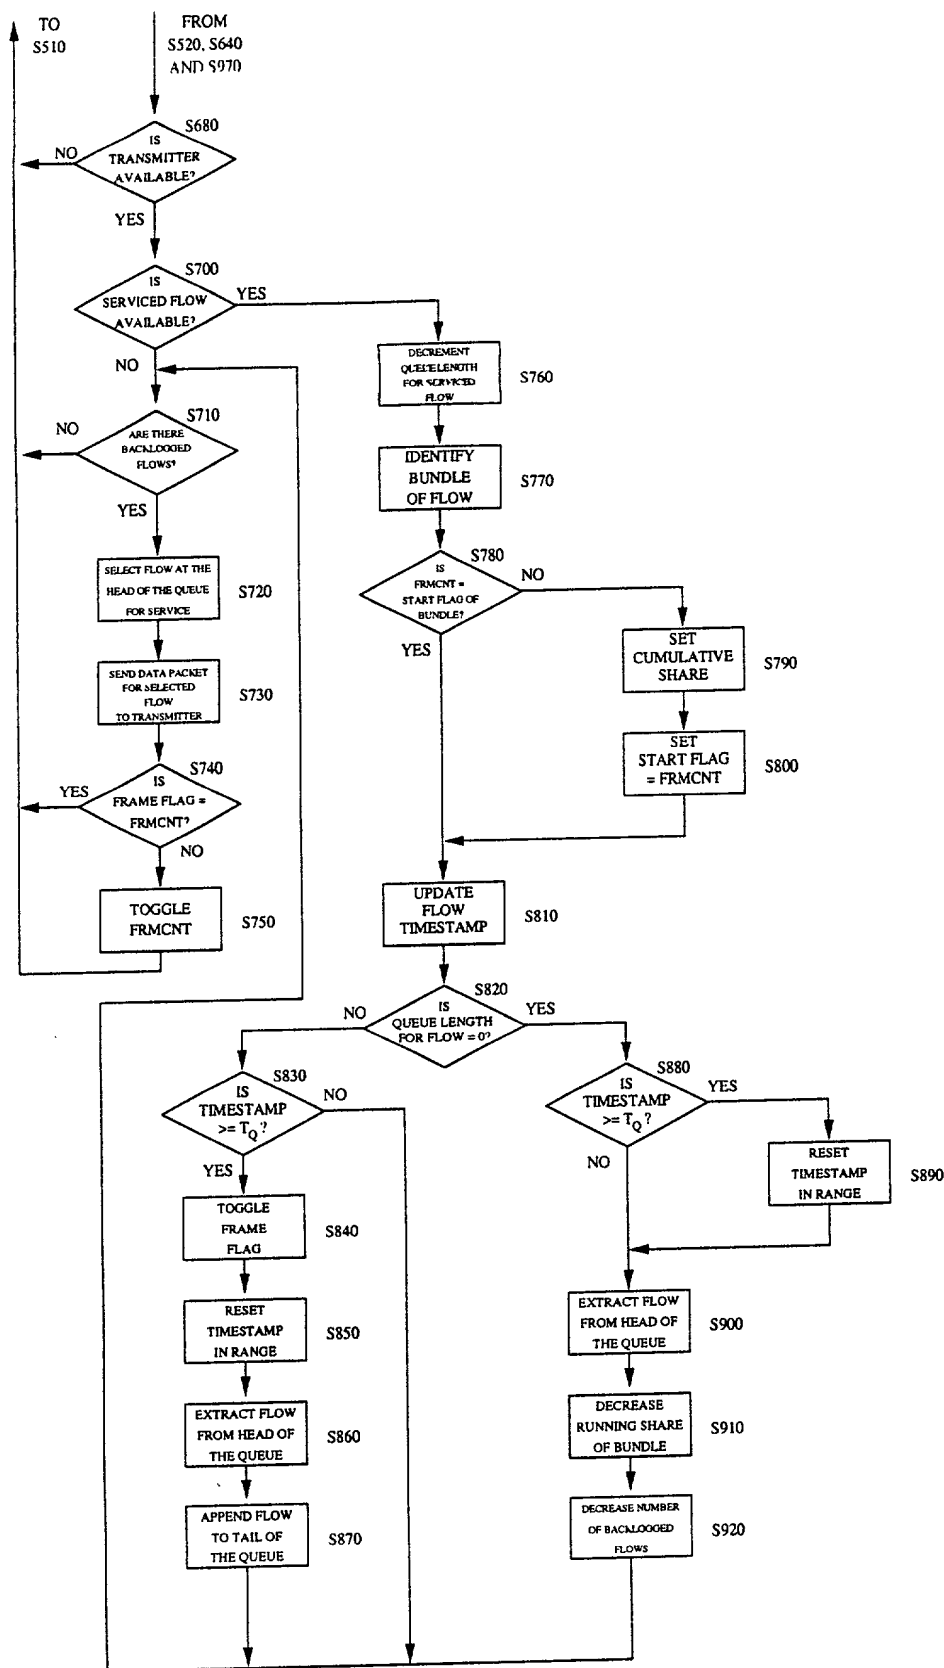 TO
S510
FROM
S520, S640
AND S970
S680
IS
TRANSMITTER
AVAILABLE?
NO
YES
S700
IS
SERVICED FLOW
AVAILABLE?
YES
NO
DECREMENT
QUEUE LENGTH
FOR SERVICED
FLOW
S760
S710
ARE THERE
BACKLOGGED
FLOWS?
NO
YES
IDENTIFY
BUNDLE
OF FLOW
S770
S780
IS
FRMCNT =
START FLAG OF
BUNDLE?
NO
YES
SELECT FLOW AT THE
HEAD OF THE QUEUE
FOR SERVICE
S720
SET
CUMULATIVE
SHARE
S790
SEND DATA PACKET
FOR SELECTED
FLOW
TO TRANSMITTER
S730
SET
START FLAG
= FRMCNT
S800
S740
IS
FRAME FLAG =
FRMCNT?
YES
NO
TOGGLE
FRMCNT
S750
UPDATE
FLOW
TIMESTAMP
S810
S820
IS
QUEUE LENGTH
FOR FLOW = 0?
NO
YES
S830
IS
TIMESTAMP
>= TQ ?
NO
YES
S880
IS
TIMESTAMP
>= TQ ?
YES
NO
RESET
TIMESTAMP
IN RANGE
S890
TOGGLE
FRAME
FLAG
S840
RESET
TIMESTAMP
IN RANGE
S850
EXTRACT FLOW
FROM HEAD OF
THE QUEUE
S900
EXTRACT FLOW
FROM HEAD OF
THE QUEUE
S860
DECREASE
RUNNING SHARE
OF BUNDLE
S910
APPEND FLOW
TO TAIL OF
THE QUEUE
S870
DECREASE NUMBER
OF BACKLOGGED
FLOWS
S920